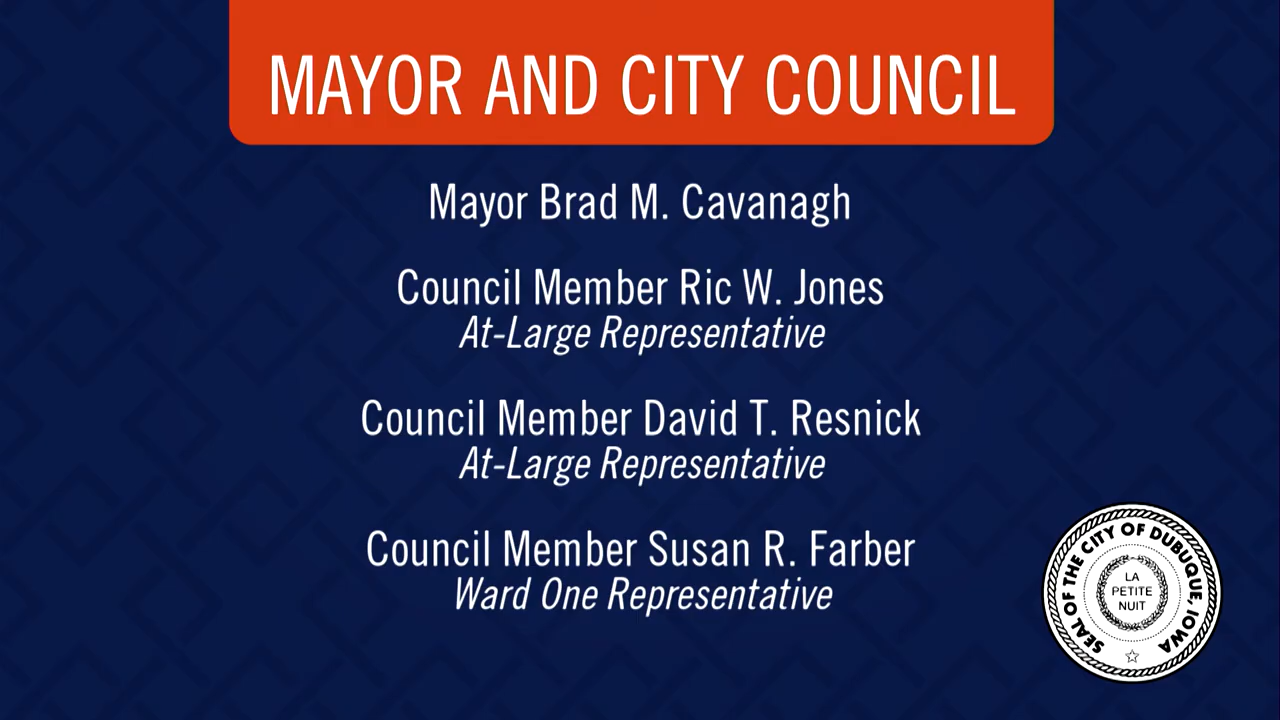 MAYOR AND CITY COUNCIL
Mayor Brad M. Cavanagh
Council Member Ric W. Jones
At-Large Representative
Council Member David T. Resnick
At-Large Representative
Council Member Susan R. Farber
Ward One Representative
SEAL OF THE CITY OF DUBUQUE, IOWA
LA
PETITE
NUIT